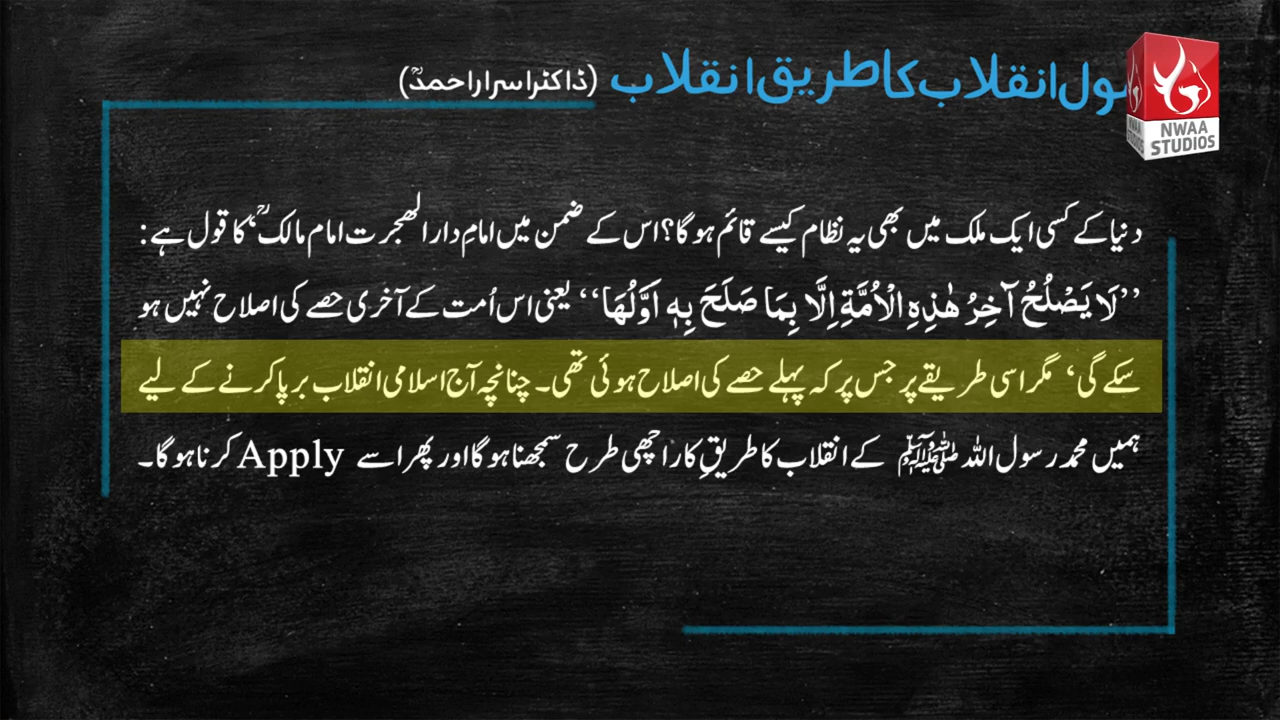 انقلاب کا طریق انقلاب (ڈاکٹر اسرار احمدؒ)
NWAA
STUDIOS
دنیا کے کسی ایک ملک میں بھی یہ نظام کیسے قائم ہوگا؟ اس کے ضمن میں امامِ دار الھجرت امام مالکؒ کا قول ہے :
’’لَا یَصْلُحُ آخِرُ ھٰذِہِ الْاُمَّۃِ اِلَّا بِمَا صَلَحَ بِہٖ اَوَّلُھَا‘‘ یعنی اس اُمت کے آخری حصے کی اصلاح نہیں ہو
سکے گی‘ مگر اسی طریقے پر جس پر کہ پہلے حصے کی اصلاح ہوئی تھی۔ چنانچہ آج اسلامی انقلاب برپا کرنے کے لیے
ہمیں محمد رسول اللہ ﷺ کے انقلاب کا طریقِ کار اچھی طرح سمجھنا ہوگا اور پھر اسے Apply کرنا ہوگا۔